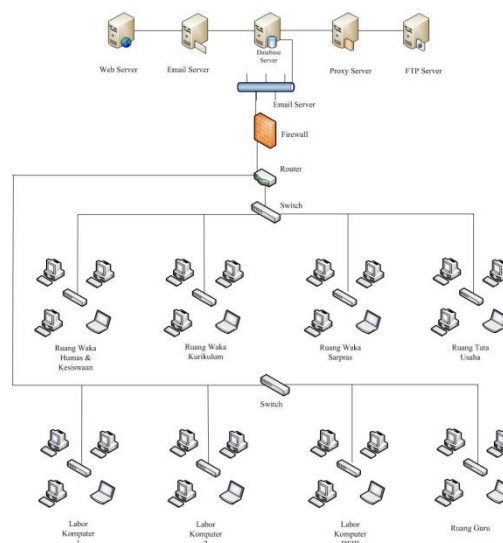 Web Server
Email Server
Database
Server
Proxy Server
FTP Server
Email Server
Firewall
Router
Switch
Ruang Waka
Humas &
Kesiswaan
Ruang Waka
Kurikulum
Ruang Waka
Sarpras
Ruang Tata
Usaha
Switch
Labor
Komputer
Labor
Komputer
Labor
Komputer
Ruang Guru